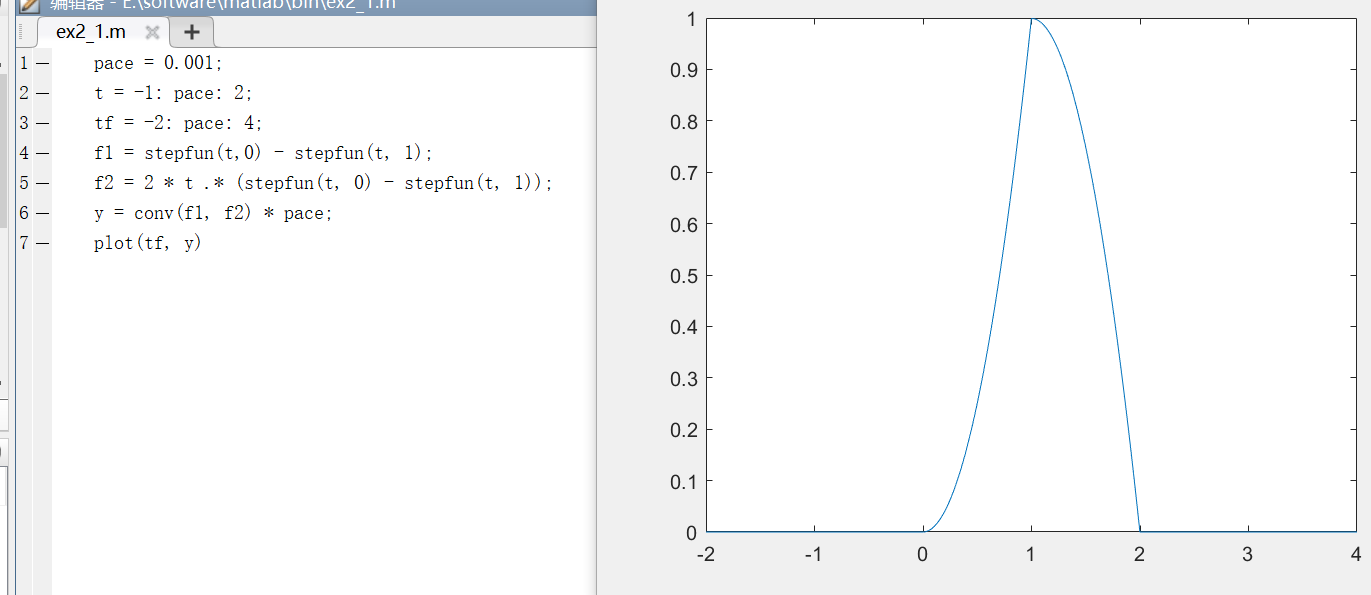 编辑器 - E:\software\matlab\bin\ex2_1.m
ex2_1.m
1 — pace = 0.001;
2 — t = -1: pace: 2;
3 — tf = -2: pace: 4;
4 — f1 = stepfun(t,0) - stepfun(t, 1);
5 — f2 = 2 * t .* (stepfun(t, 0) - stepfun(t, 1));
6 — y = conv(f1, f2) * pace;
7 — plot(tf, y)
1
0.9
0.8
0.7
0.6
0.5
0.4
0.3
0.2
0.1
0
-2 -1 0 1 2 3 4